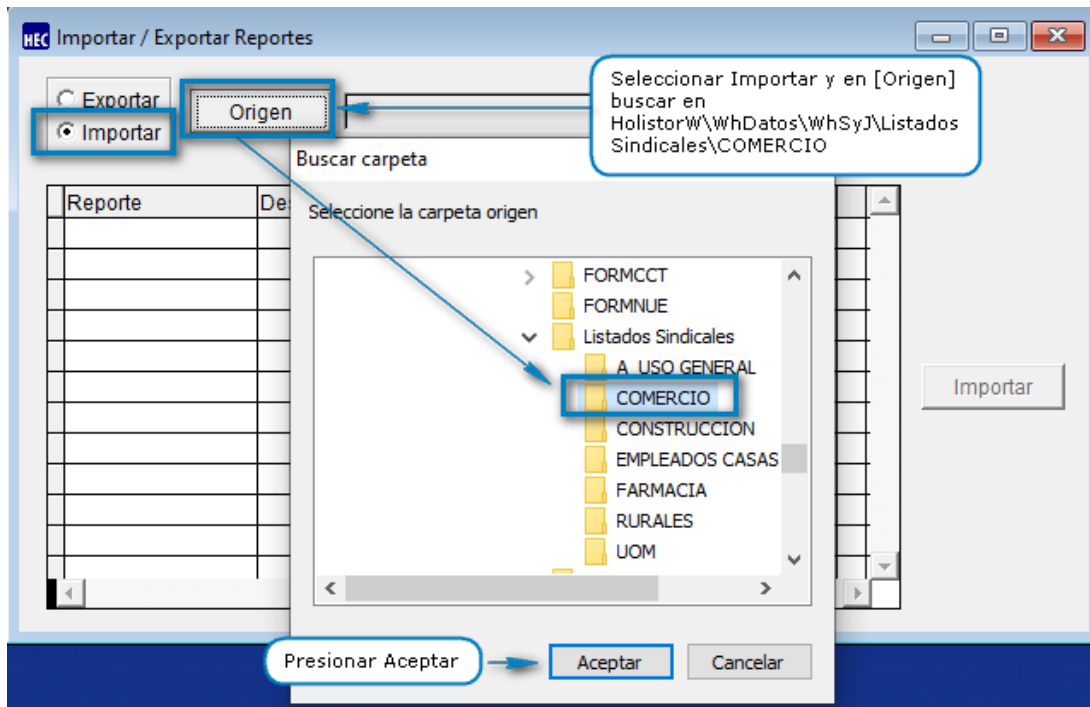 HEC Importar / Exportar Reportes
Exportar
Importar
Origen
Seleccionar Importar y en [Origen]
buscar en
HolistorW\WhDatos\WhSyJ\Listados
Sindicales\COMERCIO
Buscar carpeta
Reporte
Des
Seleccione la carpeta origen
FORMCCT
FORMNUE
Listados Sindicales
A_USO GENERAL
COMERCIO
CONSTRUCCION
EMPLEADOS CASAS
FARMACIA
RURALES
UOM
Importar
Presionar Aceptar
Aceptar
Cancelar